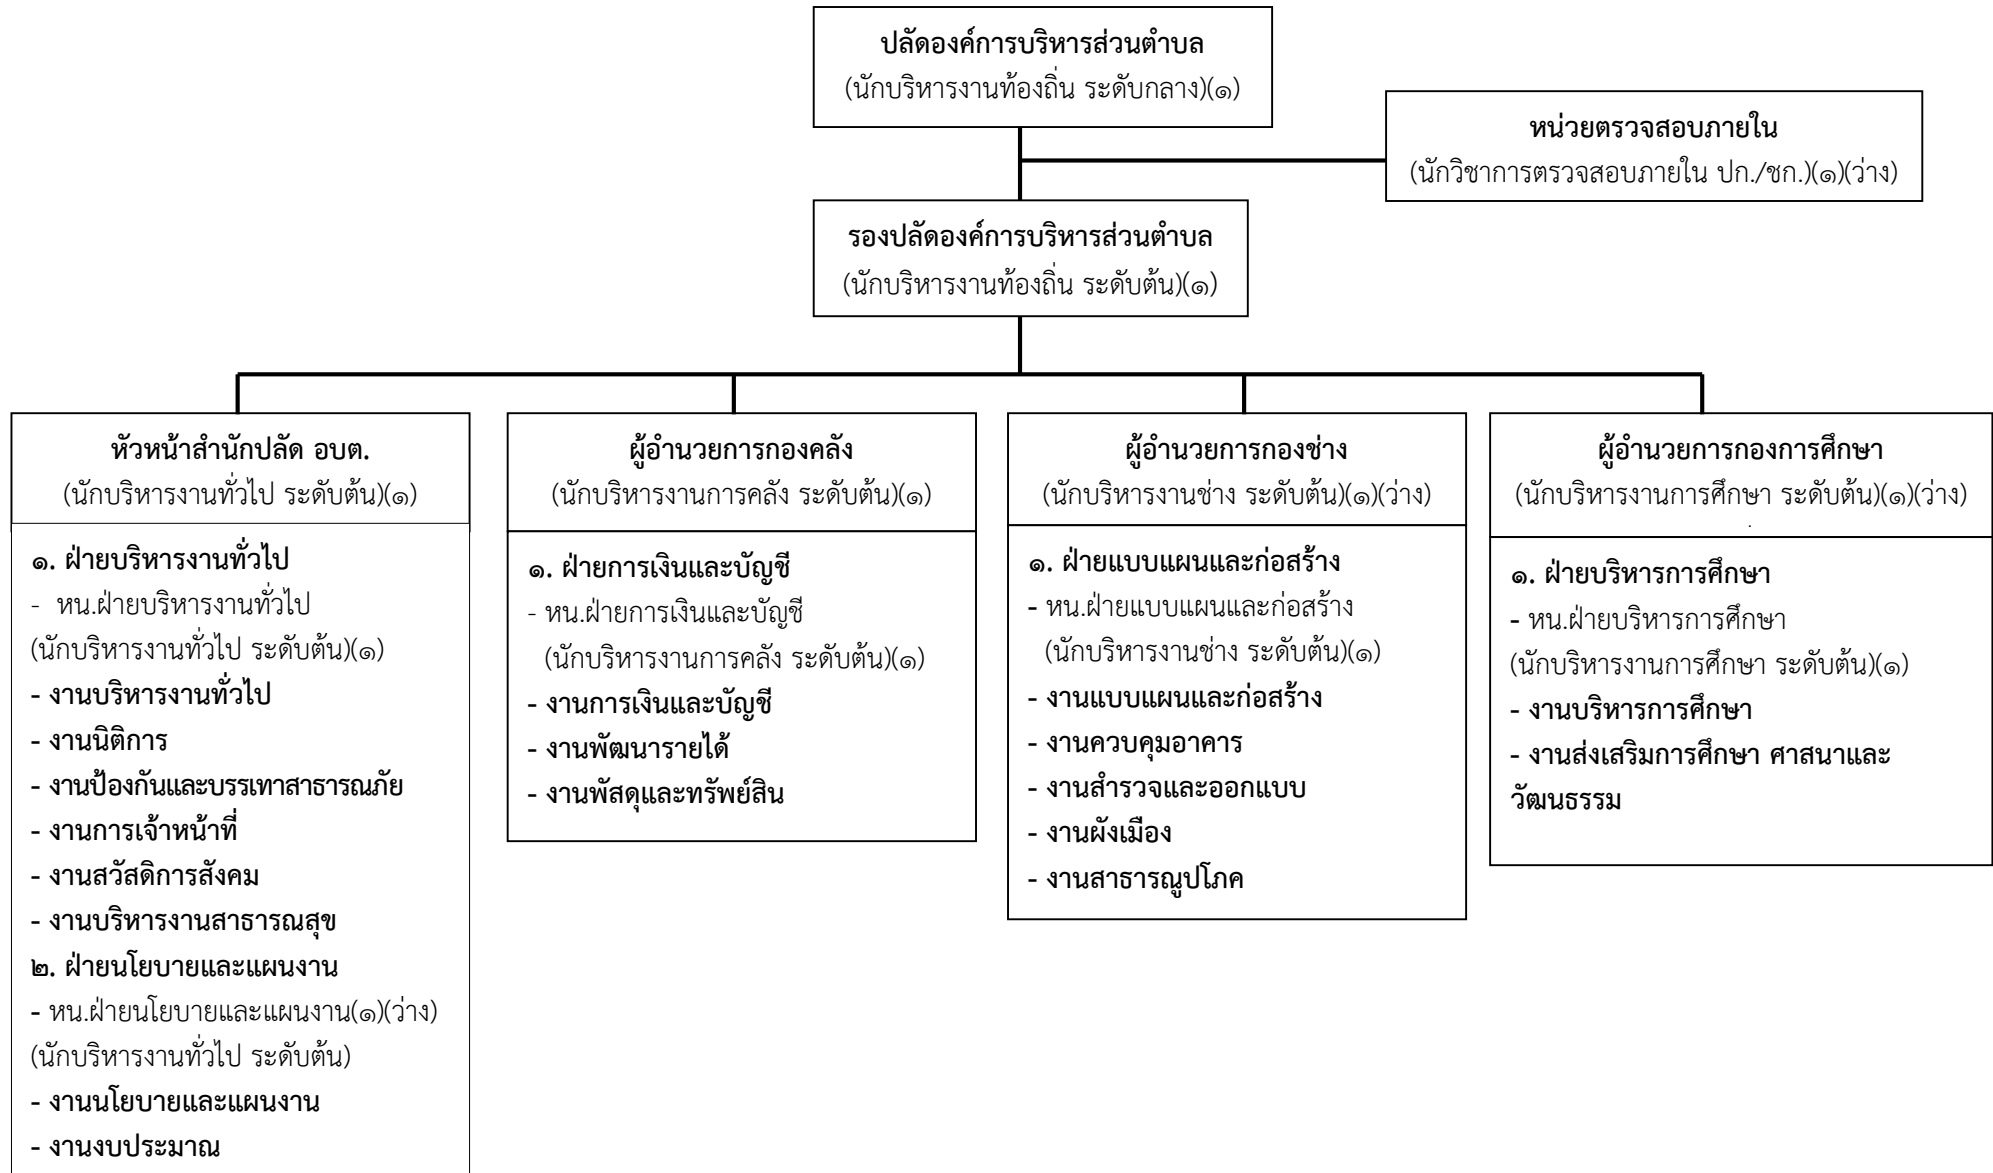 ปลัดองค์การบริหารส่วนตำบล
(นักบริหารงานท้องถิ่น ระดับกลาง)(๑)
หน่วยตรวจสอบภายใน
(นักวิชาการตรวจสอบภายใน ปก./ชก.)(๑)(ว่าง)
รองปลัดองค์การบริหารส่วนตำบล
(นักบริหารงานท้องถิ่น ระดับต้น)(๑)
หัวหน้าสำนักปลัด อบต.
(นักบริหารงานทั่วไป ระดับต้น)(๑)
๑. ฝ่ายบริหารงานทั่วไป
- หน.ฝ่ายบริหารงานทั่วไป
(นักบริหารงานทั่วไป ระดับต้น)(๑)
- งานบริหารงานทั่วไป
- งานนิติการ
- งานป้องกันและบรรเทาสาธารณภัย
- งานการเจ้าหน้าที่
- งานสวัสดิการสังคม
- งานบริหารงานสาธารณสุข
๒. ฝ่ายนโยบายและแผนงาน
- หน.ฝ่ายนโยบายและแผนงาน(๑)(ว่าง)
(นักบริหารงานทั่วไป ระดับต้น)
- งานนโยบายและแผนงาน
- งานงบประมาณ
ผู้อำนวยการกองคลัง
(นักบริหารงานการคลัง ระดับต้น)(๑)
๑. ฝ่ายการเงินและบัญชี
- หน.ฝ่ายการเงินและบัญชี
(นักบริหารงานการคลัง ระดับต้น)(๑)
- งานการเงินและบัญชี
- งานพัฒนารายได้
- งานพัสดุและทรัพย์สิน
ผู้อำนวยการกองช่าง
(นักบริหารงานช่าง ระดับต้น)(๑)(ว่าง)
๑. ฝ่ายแบบแผนและก่อสร้าง
- หน.ฝ่ายแบบแผนและก่อสร้าง
(นักบริหารงานช่าง ระดับต้น)(๑)
- งานแบบแผนและก่อสร้าง
- งานควบคุมอาคาร
- งานสำรวจและออกแบบ
- งานผังเมือง
- งานสาธารณูปโภค
ผู้อำนวยการกองการศึกษา
(นักบริหารงานการศึกษา ระดับต้น)(๑)(ว่าง)
๑. ฝ่ายบริหารการศึกษา
- หน.ฝ่ายบริหารการศึกษา
(นักบริหารงานการศึกษา ระดับต้น)(๑)
- งานบริหารการศึกษา
- งานส่งเสริมการศึกษา ศาสนาและ
วัฒนธรรม